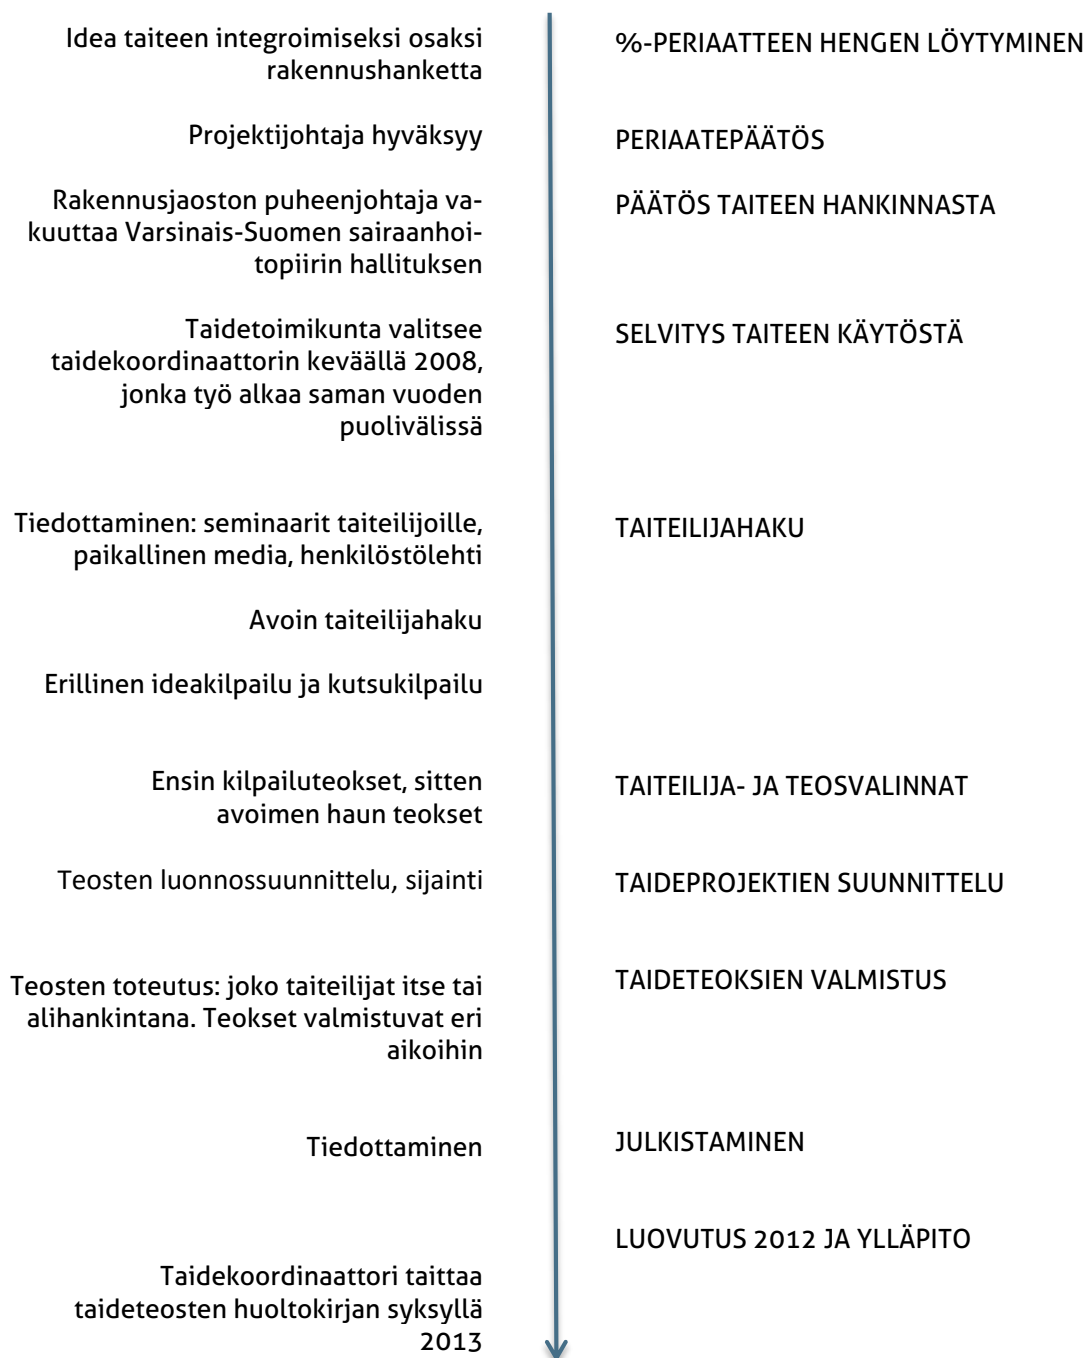 Idea taiteen integroimiseksi osaksi
rakennushanketta
%-PERIAATTEEN HENGEN LÖYTYMINEN
Projektijohtaja hyväksyy
PERIAATEPÄÄTÖS
Rakennusjaoston puheenjohtaja va-
kuuttaa Varsinais-Suomen sairaanhoi-
topiirin hallituksen
PÄÄTÖS TAITEEN HANKINNASTA
Taidetoimikunta valitsee
taidekoordinaattorin keväällä 2008,
jonka työ alkaa saman vuoden
puolivälissä
SELVITYS TAITEEN KÄYTÖSTÄ
Tiedottaminen: seminaarit taiteilijoille,
paikallinen media, henkilöstölehti
TAITEILIJAHAKU
Avoin taiteilijahaku
Erillinen ideakilpailu ja kutsukilpailu
Ensin kilpailuteokset, sitten
avoimen haun teokset
TAITEILIJA- JA TEOSVALINNAT
Teosten luonnossuunnittelu, sijainti
TAIDEPROJEKTIEN SUUNNITTELU
Teosten toteutus: joko taiteilijat itse tai
alihankintana. Teokset valmistuvat eri
aikoihin
TAIDETEOKSIEN VALMISTUS
Tiedottaminen
JULKISTAMINEN
LUOVUTUS 2012 JA YLLÄPITO
Taidekoordinaattori taittaa
taideteosten huoltokirjan syksyllä
2013